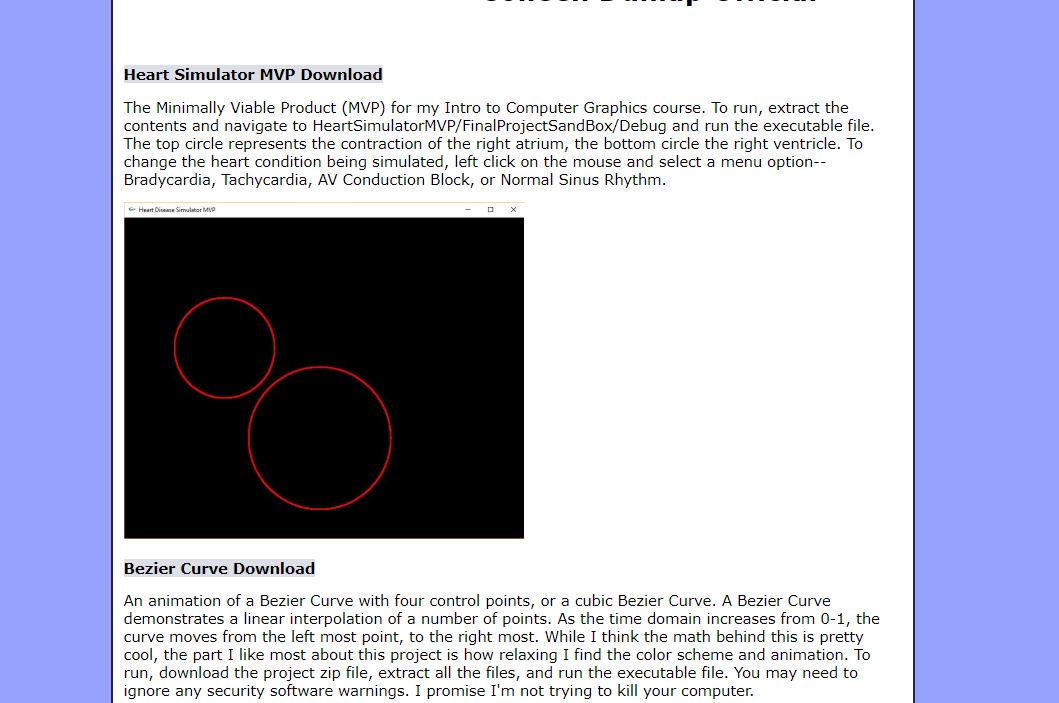 Heart Simulator MVP Download
The Minimally Viable Product (MVP) for my Intro to Computer Graphics course. To run, extract the
contents and navigate to HeartSimulatorMVP/FinalProjectSandBox/Debug and run the executable file.
The top circle represents the contraction of the right atrium, the bottom circle the right ventricle. To
change the heart condition being simulated, left click on the mouse and select a menu option--
Bradycardia, Tachycardia, AV Conduction Block, or Normal Sinus Rhythm.
Heart Disease Simulator MVP
Bezier Curve Download
An animation of a Bezier Curve with four control points, or a cubic Bezier Curve. A Bezier Curve
demonstrates a linear interpolation of a number of points. As the time domain increases from 0-1, the
curve moves from the left most point, to the right most. While I think the math behind this is pretty
cool, the part I like most about this project is how relaxing I find the color scheme and animation. To
run, download the project zip file, extract all the files, and run the executable file. You may need to
ignore any security software warnings. I promise I'm not trying to kill your computer.